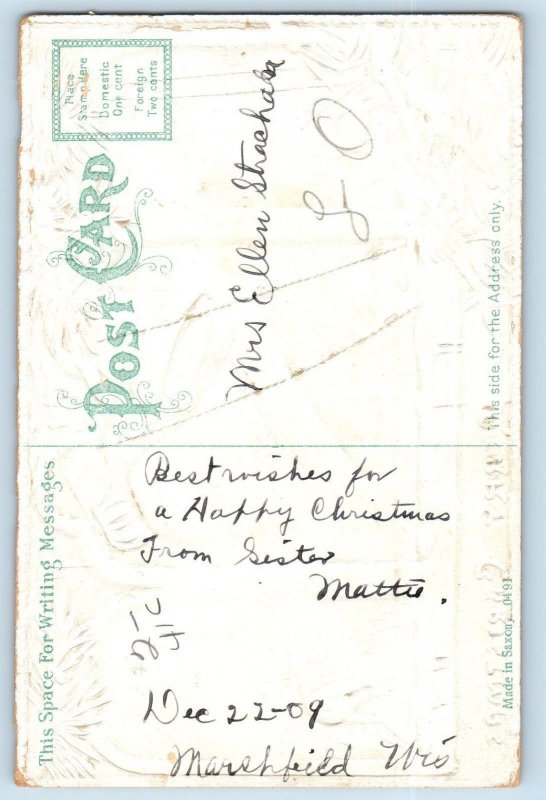 This Space For Writing Messages
POST CARD
Place
Stamp Here
Domestic
One cent
Foreign
Two cents
Best wishes for
a Happy Christmas
From Sister
Mattie.
Dec 22-09
Marshfield Wis
Mrs Ellen Strachan
This side for the Address only.
Made in Saxony 0491